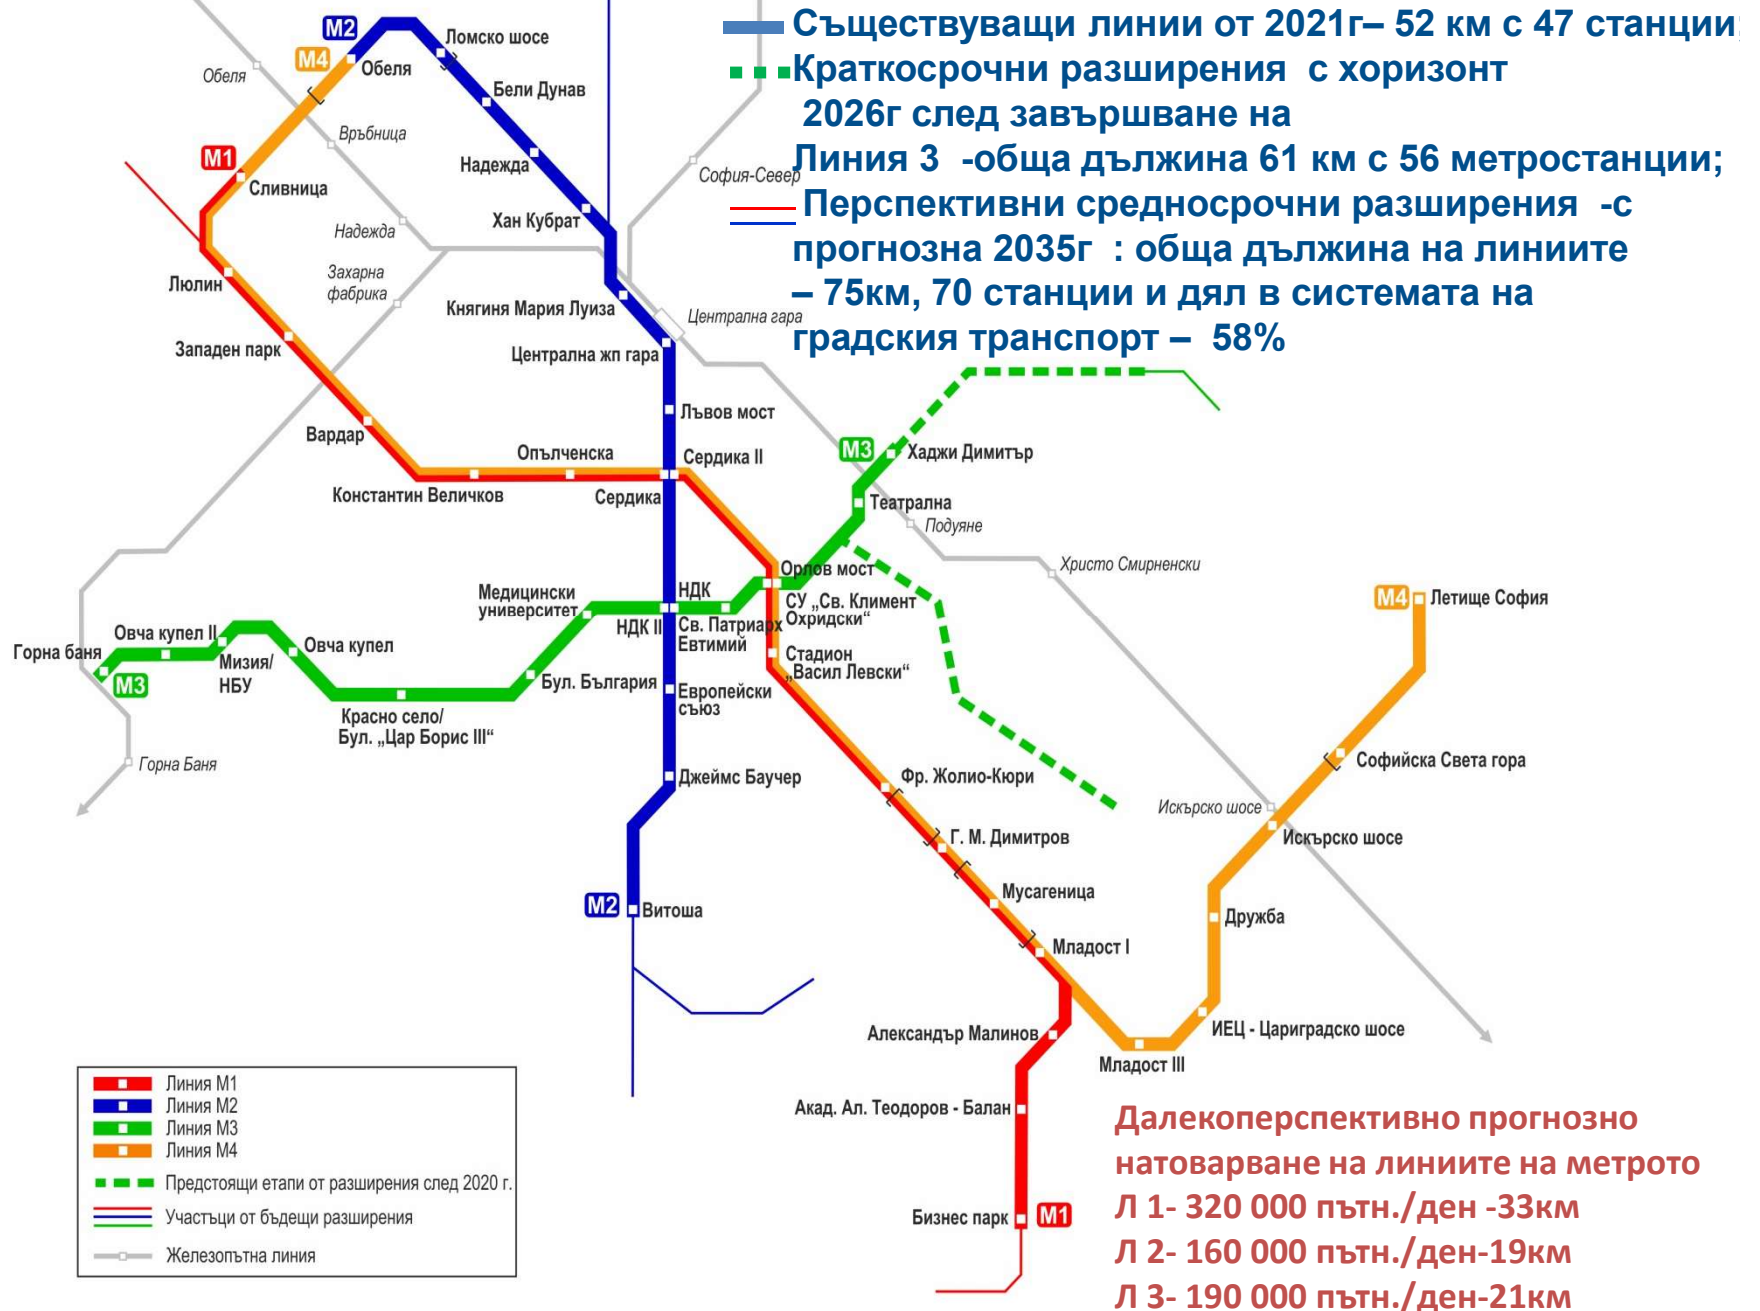 Съществуващи линии от 2021г– 52 км с 47 станции;
Краткосрочни разширения с хоризонт
2026г след завършване на
Линия 3 -обща дължина 61 км с 56 метростанции;
Перспективни средносрочни разширения -с
прогнозна 2035г : обща дължина на линиите
– 75км, 70 станции и дял в системата на
градския транспорт – 58%
M2
M4
Обеля
Ломско шосе
Обеля
Бели Дунав
Връбница
M1
Надежда
Сливница
София-Север
Хан Кубрат
Надежда
Люлин
Захарна
фабрика
Княгиня Мария Луиза
Централна гара
Западен парк
Централна жп гара
Лъвов мост
Вардар
Опълченска
Сердика II
M3
Хаджи Димитър
Константин Величков
Сердика
Театрална
Подуяне
Христо Смирненски
Орлов мост
Медицински
университет
НДК
СУ „Св. Климент
Охридски“
M4
Летище София
НДК II
Св. Патриарх
Евтимий
Горна баня
Овча купел II
Мизия/
НБУ
Овча купел
Стадион
„Васил Левски“
M3
Бул. България
Европейски
съюз
Красно село/
Бул. „Цар Борис III“
Горна Баня
Джеймс Баучер
Фр. Жолио-Кюри
Софийска Света гора
Искърско шосе
Г. М. Димитров
Искърско шосе
Мусагеница
M2
Витоша
Дружба
Младост I
Александър Малинов
ИЕЦ - Цариградско шосе
Младост III
Акад. Ал. Теодоров - Балан
Бизнес парк
M1
Линия М1
Линия М2
Линия М3
Линия М4
Предстоящи етапи от разширения след 2020 г.
Участъци от бъдещи разширения
Железопътна линия
Далекоперспективно прогнозно
натоварване на линиите на метрото
Л 1- 320 000 пътн./ден -33км
Л 2- 160 000 пътн./ден-19км
Л 3- 190 000 пътн./ден-21км